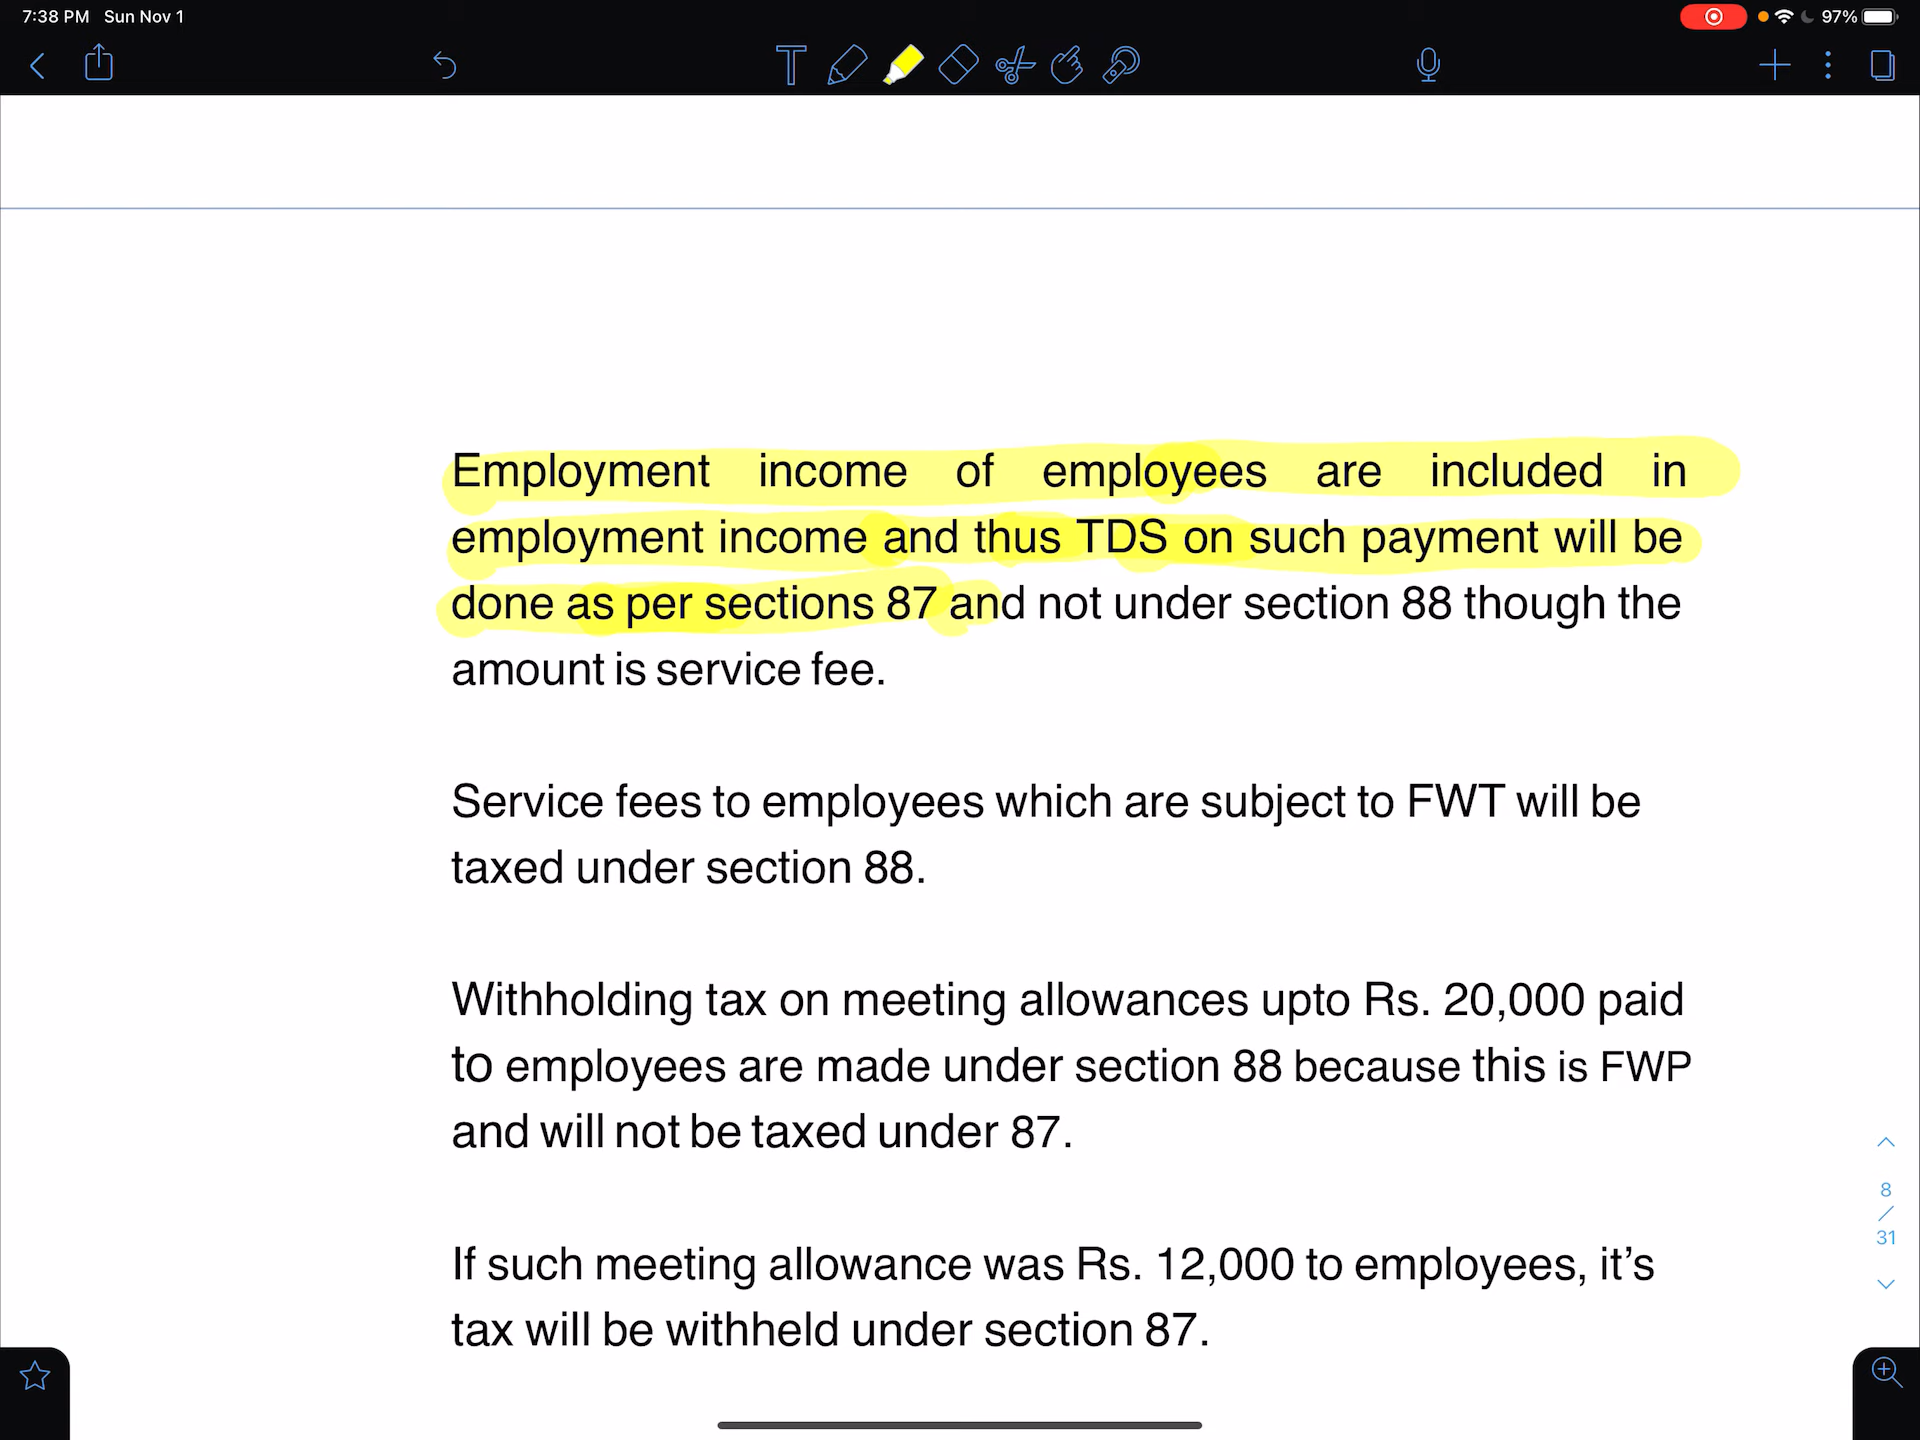 7:38 PM Sun Nov 1
97%
T
Employment income of employees are included in
employment income and thus TDS on such payment will be
done as per sections 87 and not under section 88 though the
amount is service fee.
Service fees to employees which are subject to FWT will be
taxed under section 88.
Withholding tax on meeting allowances upto Rs. 20,000 paid
to employees are made under section 88 because this is FWP
and will not be taxed under 87.
If such meeting allowance was Rs. 12,000 to employees, it's
tax will be withheld under section 87.
8
/
31